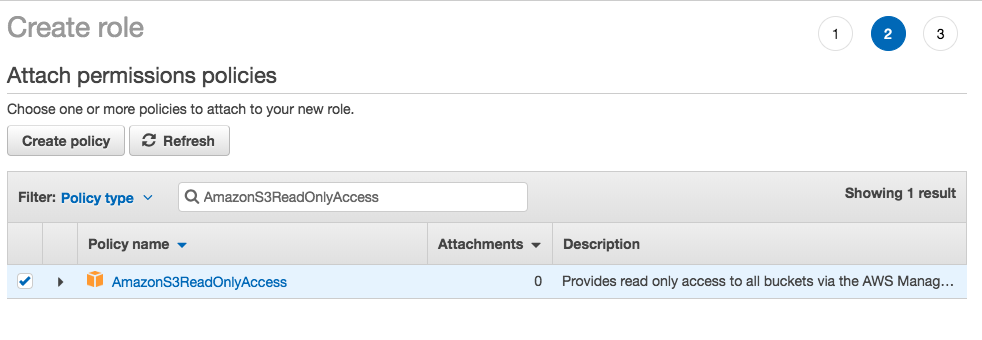 Create role
1 2 3
Attach permissions policies
Choose one or more policies to attach to your new role.
Create policy Refresh
Filter: Policy type AmazonS3ReadOnlyAccess Showing 1 result
Policy name Attachments Description
AmazonS3ReadOnlyAccess 0 Provides read only access to all buckets via the AWS Manag...